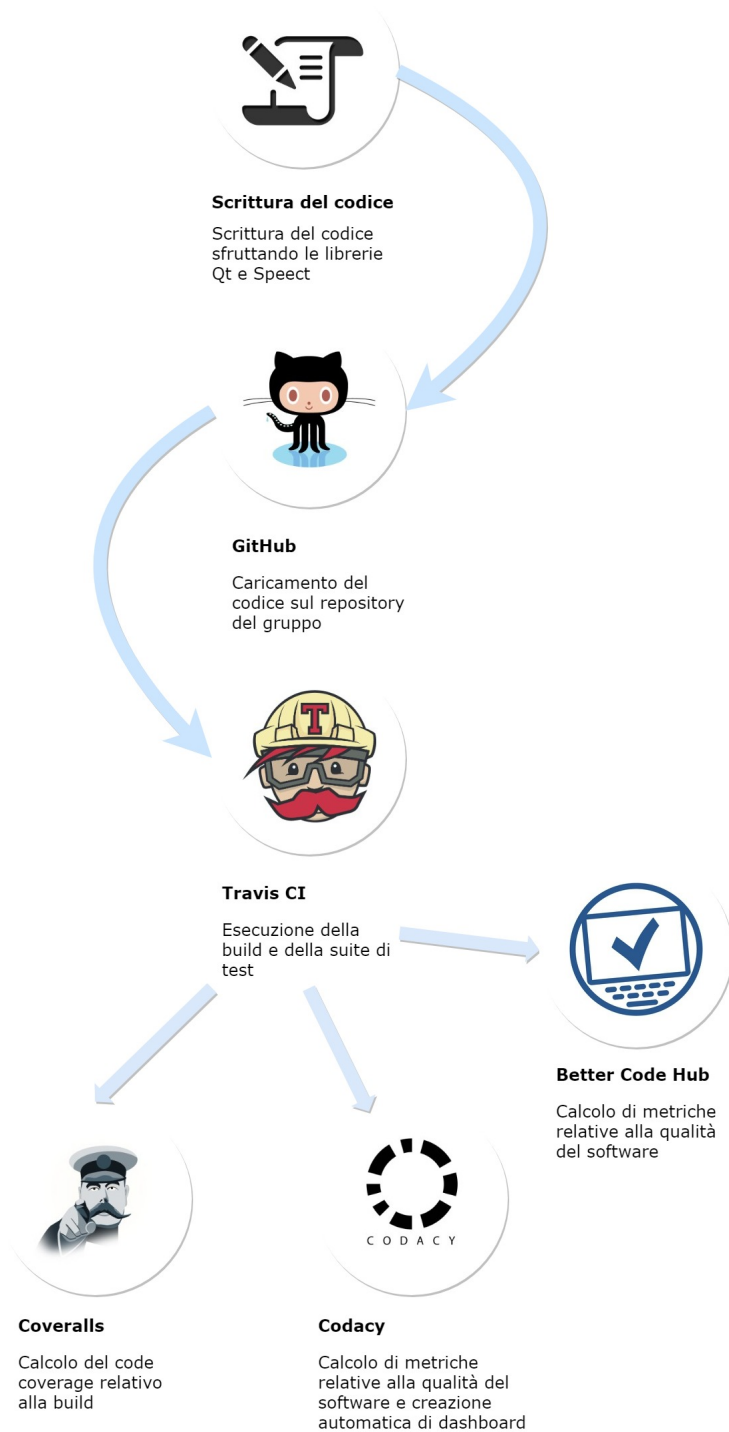 Scrittura del codice
Scrittura del codice
sfruttando le librerie
Qt e Speect
GitHub
Caricamento del
codice sul repository
del gruppo
T
Travis CI
Esecuzione della
build e della suite di
test
Better Code Hub
Calcolo di metriche
relative alla qualità
del software
CODACY
Coveralls
Calcolo del code
coverage relativo
alla build
Codacy
Calcolo di metriche
relative alla qualità del
software e creazione
automatica di dashboard